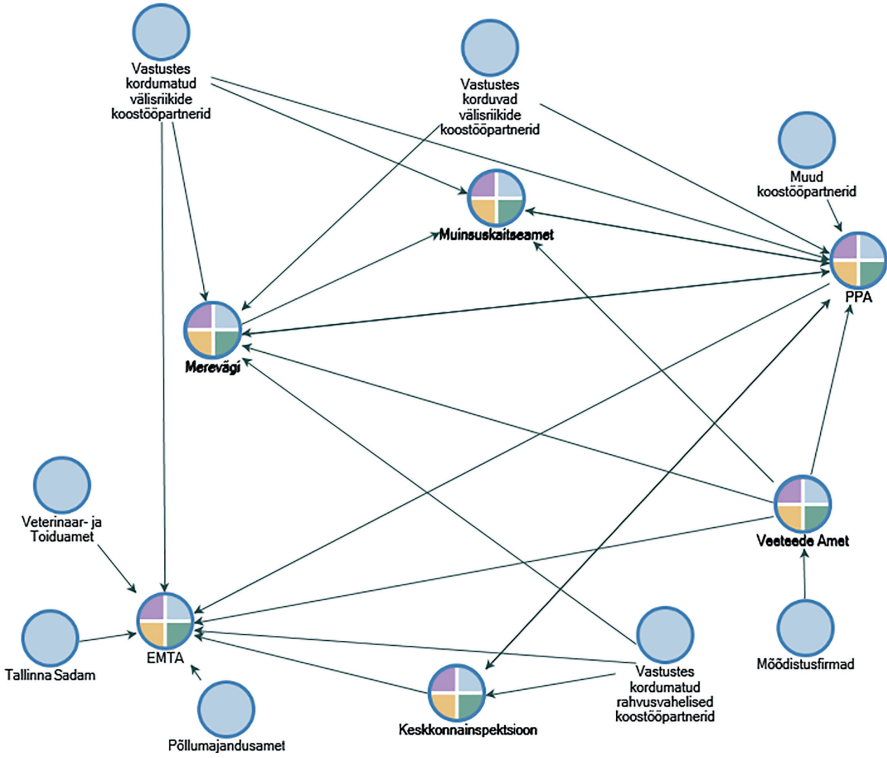 Vastustes
kordumatud
välisriikide
koostööpartnerid
Vastustes
korduvad
välisriikide
koostööpartnerid
Muud
koostööpartnerid
Muinsuskaitseamet
PPA
Merevägi
Veterinaar- ja
Toiduamet
Veeteede Amet
EMTA
Tallinna Sadam
Mõõdistusfirmad
Vastustes
kordumatud
rahvusvahelised
koostööpartnerid
Keskkonnainspektsioon
Põllumajandusamet